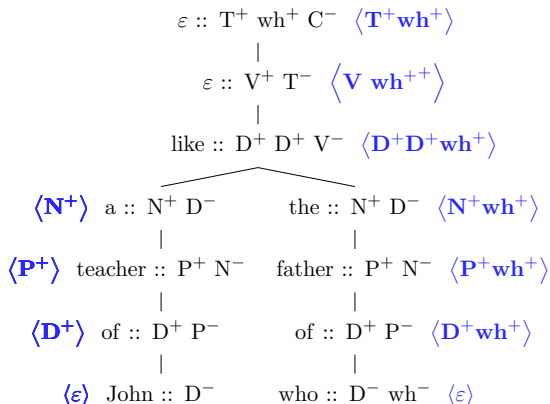 ε :: T⁺ wh⁺ C⁻ ⟨T⁺wh⁺⟩
ε :: V⁺ T⁻ ⟨V wh⁺⁺⟩
like :: D⁺ D⁺ V⁻ ⟨D⁺D⁺wh⁺⟩
⟨N⁺⟩ a :: N⁺ D⁻ the :: N⁺ D⁻ ⟨N⁺wh⁺⟩
⟨P⁺⟩ teacher :: P⁺ N⁻ father :: P⁺ N⁻ ⟨P⁺wh⁺⟩
⟨D⁺⟩ of :: D⁺ P⁻ of :: D⁺ P⁻ ⟨D⁺wh⁺⟩
⟨ε⟩ John :: D⁻ who :: D⁻ wh⁻ ⟨ε⟩